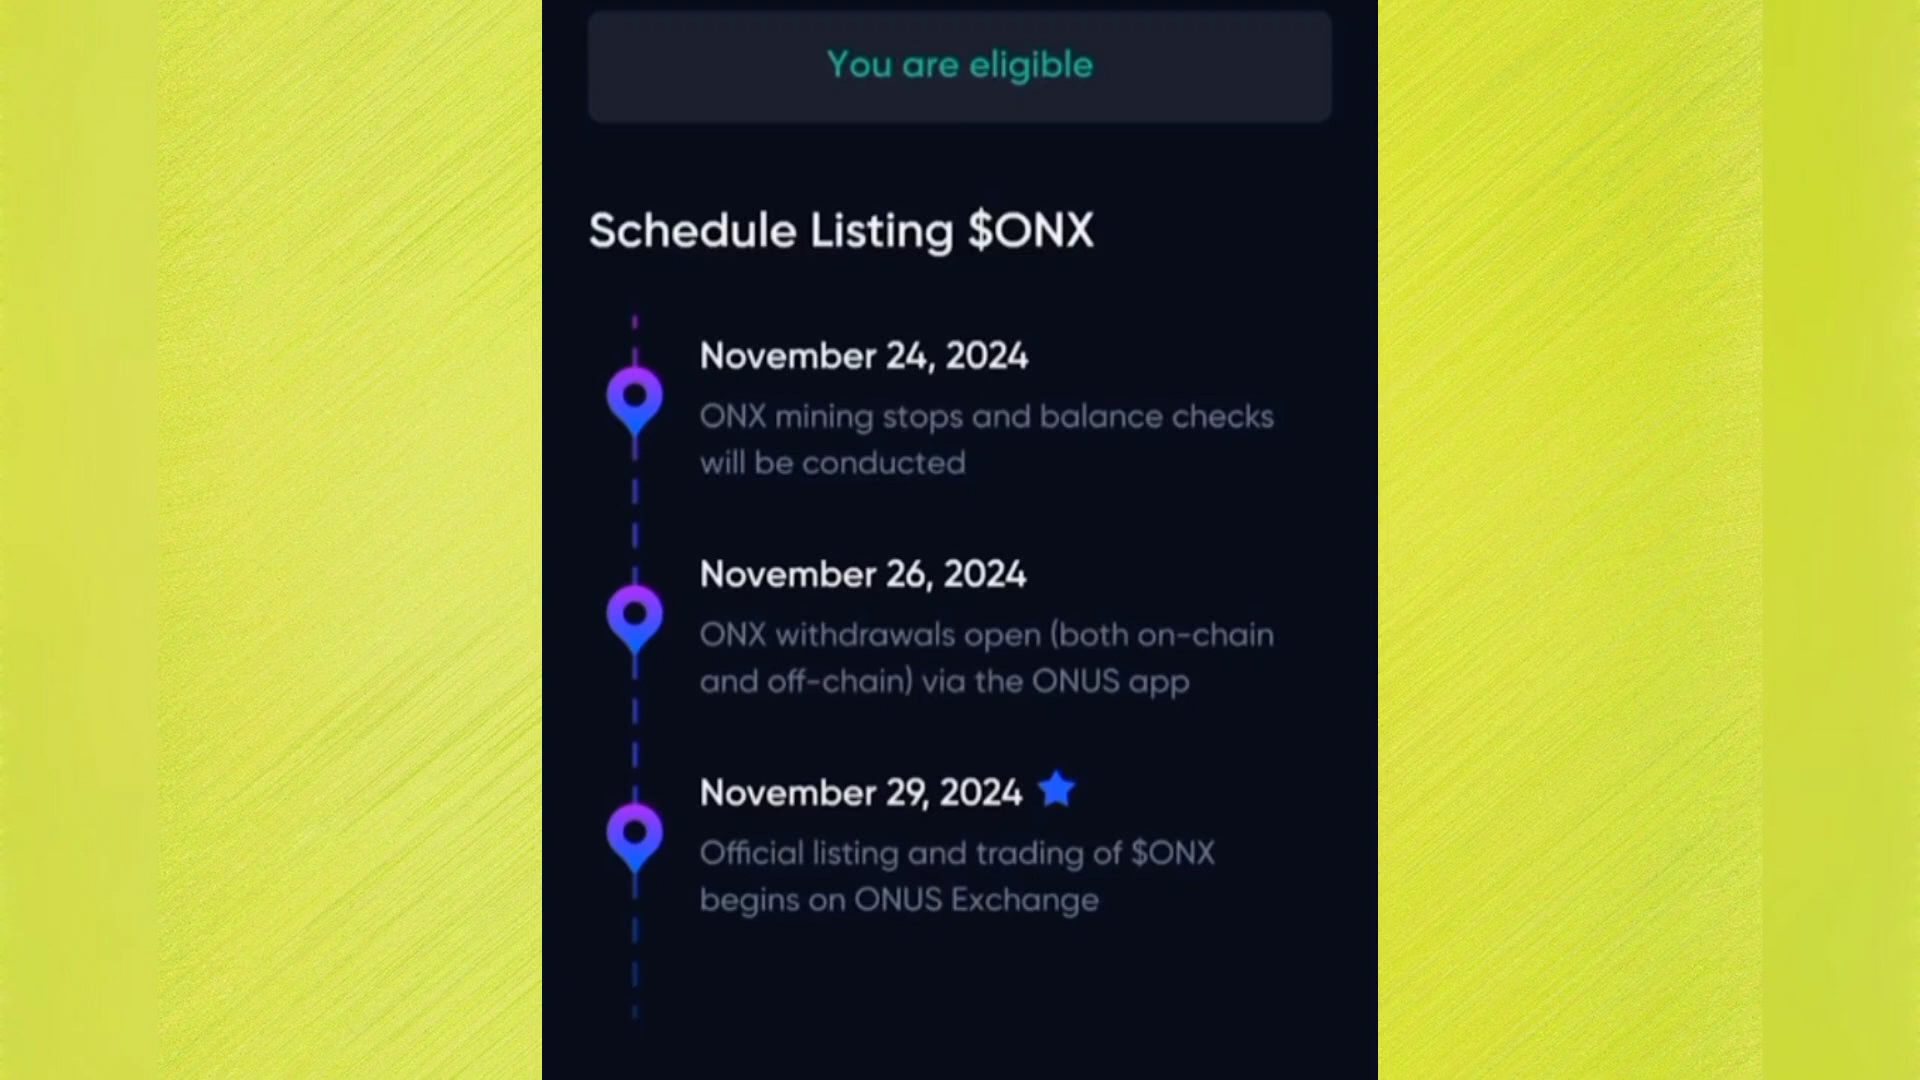 You are eligible
Schedule Listing $ONX
November 24, 2024
ONX mining stops and balance checks
will be conducted
November 26, 2024
ONX withdrawals open (both on-chain
and off-chain) via the ONUS app
November 29, 2024
Official listing and trading of $ONX
begins on ONUS Exchange